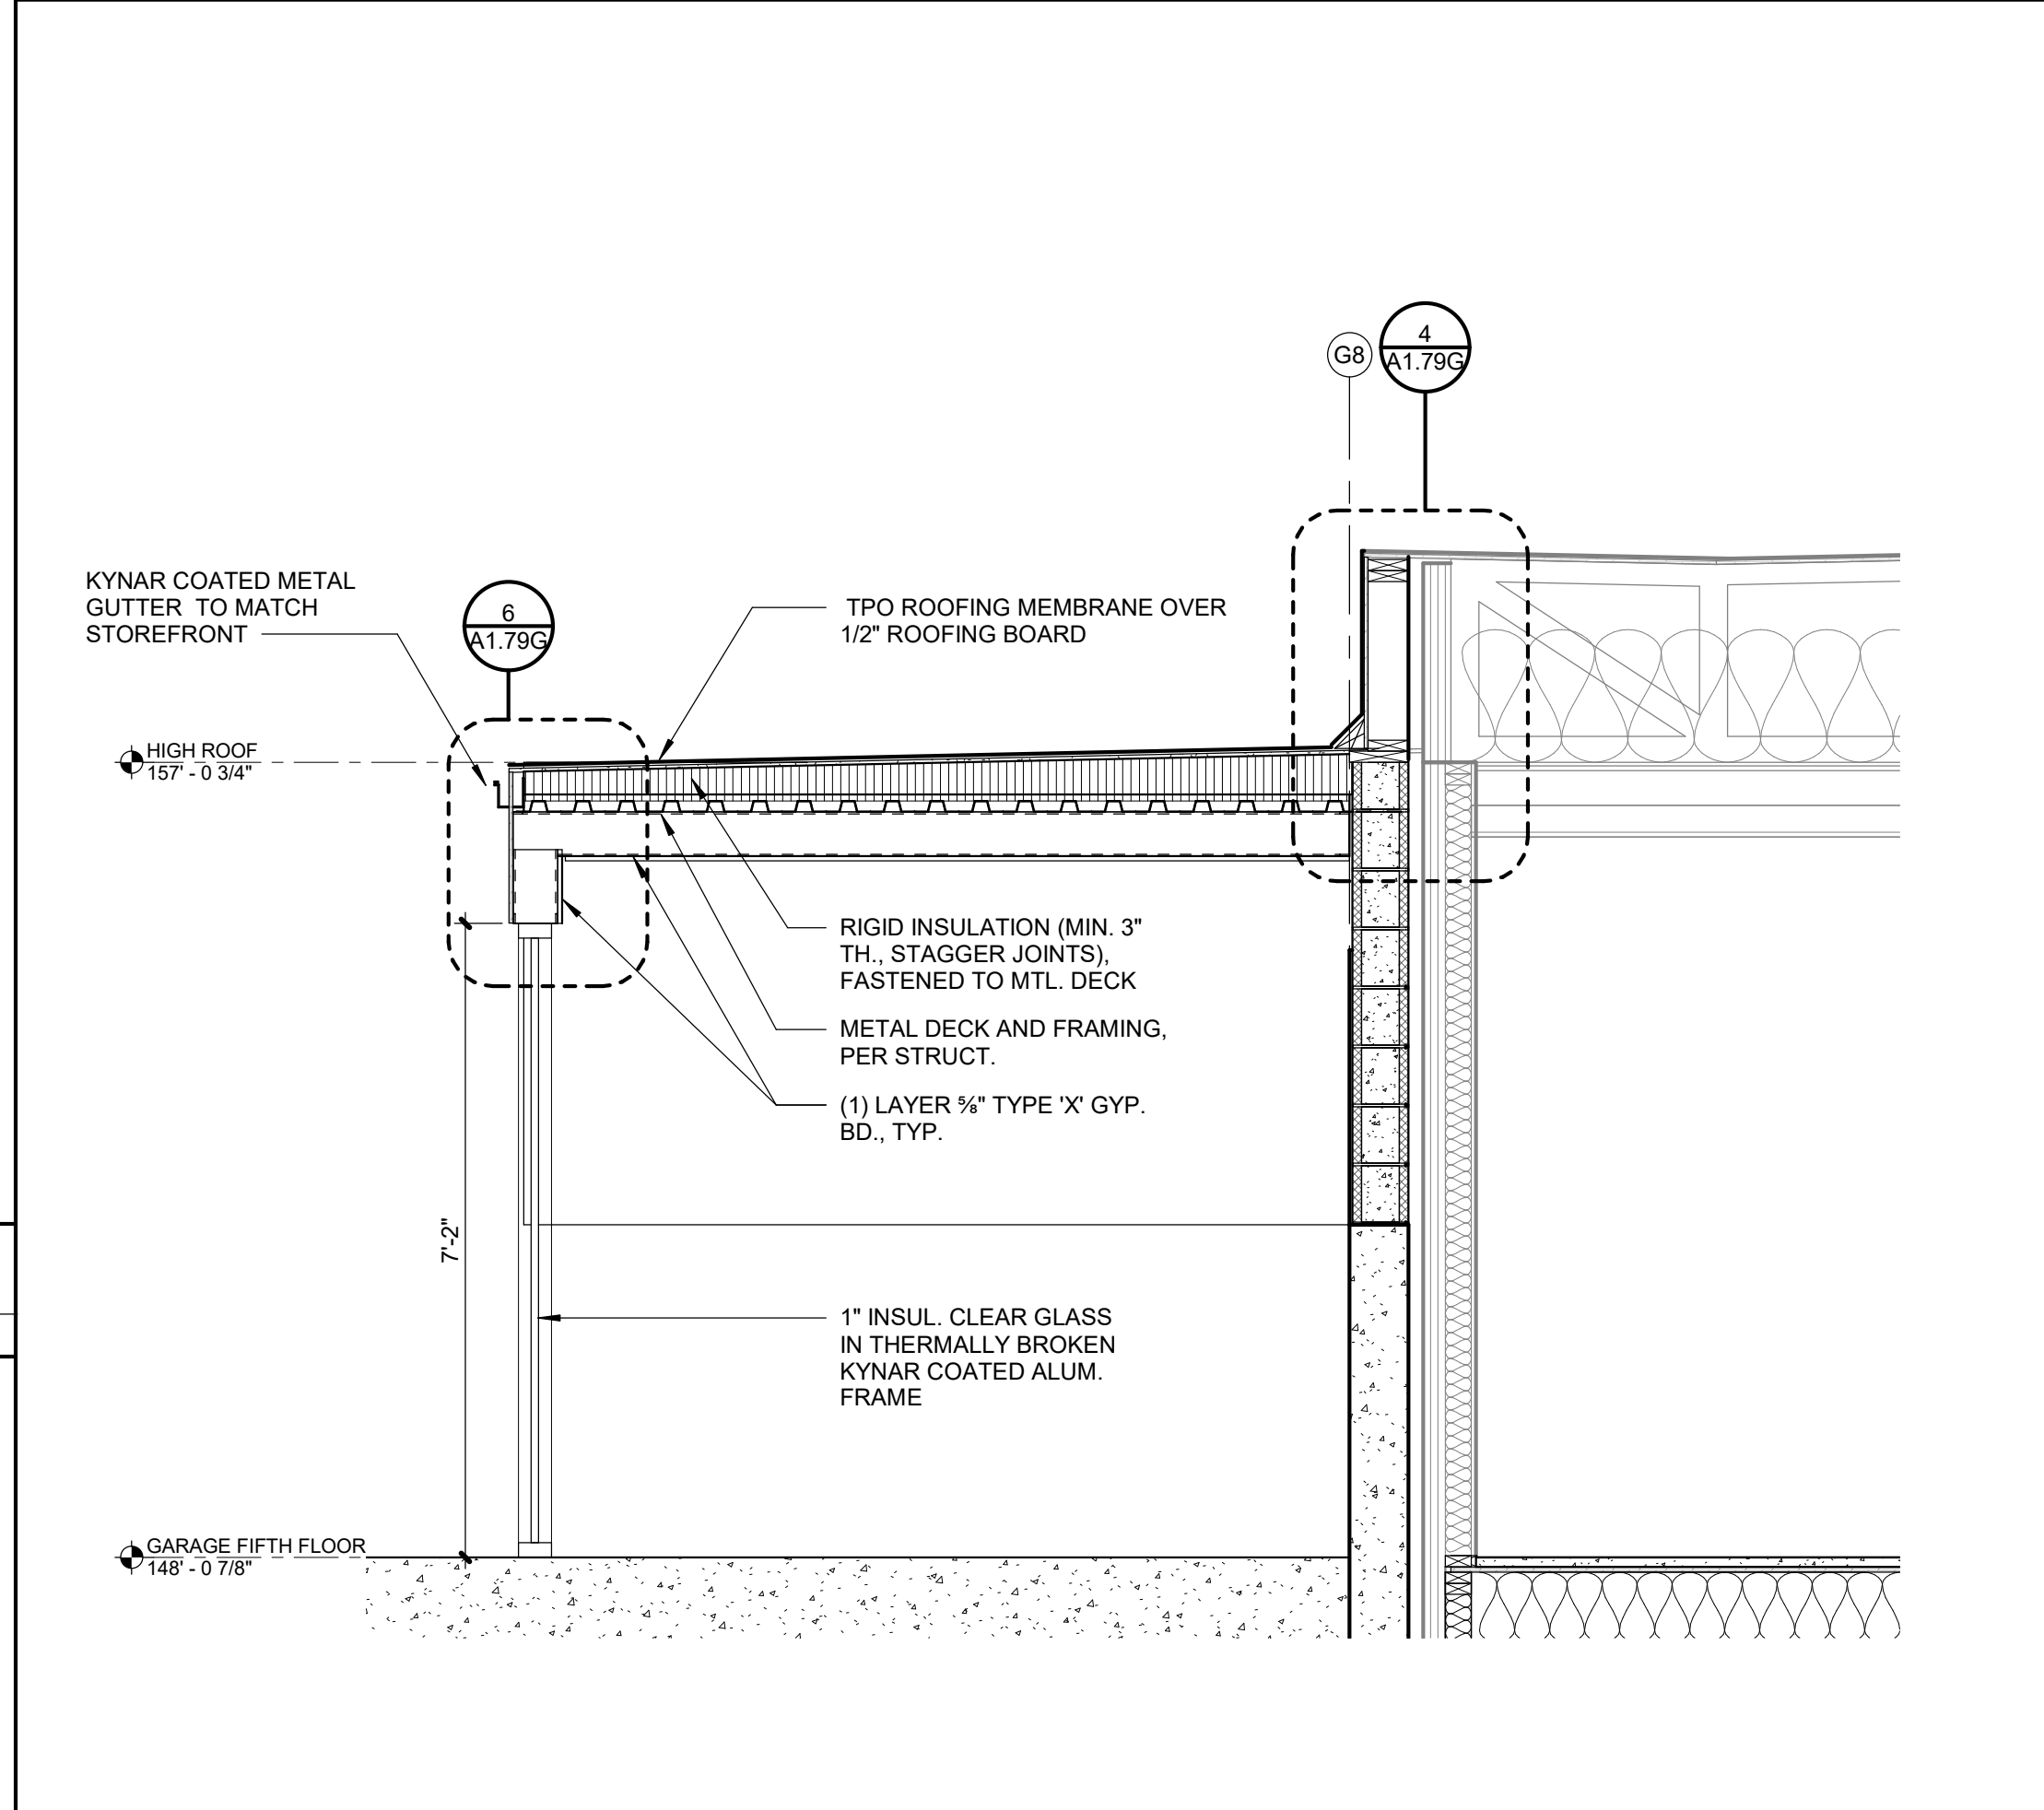 4
G8
A1.79G
KYNAR COATED METAL
GUTTER TO MATCH
STOREFRONT
6
A1.79G
TPO ROOFING MEMBRANE OVER
1/2" ROOFING BOARD
HIGH ROOF
157' - 0 3/4"
RIGID INSULATION (MIN. 3"
TH., STAGGER JOINTS),
FASTENED TO MTL. DECK
METAL DECK AND FRAMING,
PER STRUCT.
(1) LAYER ⅝" TYPE 'X' GYP.
BD., TYP.
7'-2"
1" INSUL. CLEAR GLASS
IN THERMALLY BROKEN
KYNAR COATED ALUM.
FRAME
GARAGE FIFTH FLOOR
148' - 0 7/8"